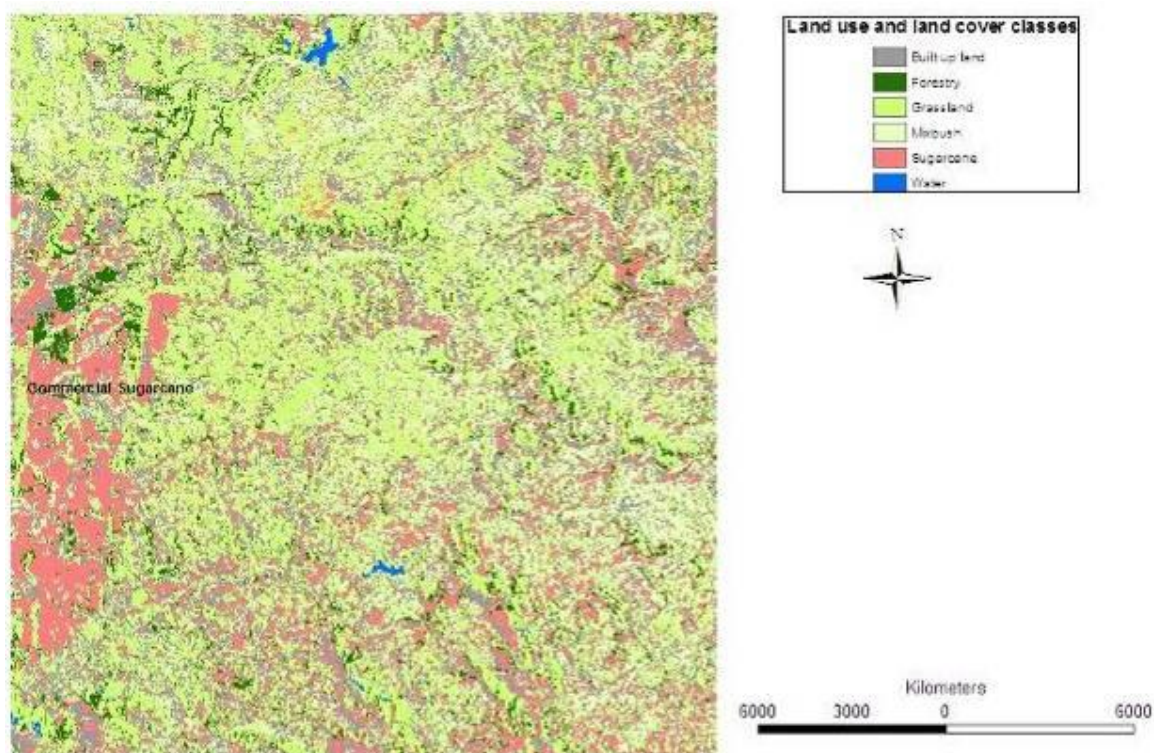 Land use and land cover classes
Built up land
Forestry
Grassland
Mixbush
Sugarcane
Water
N
Commercial Sugarcane
Kilometers
6000 3000 0 6000